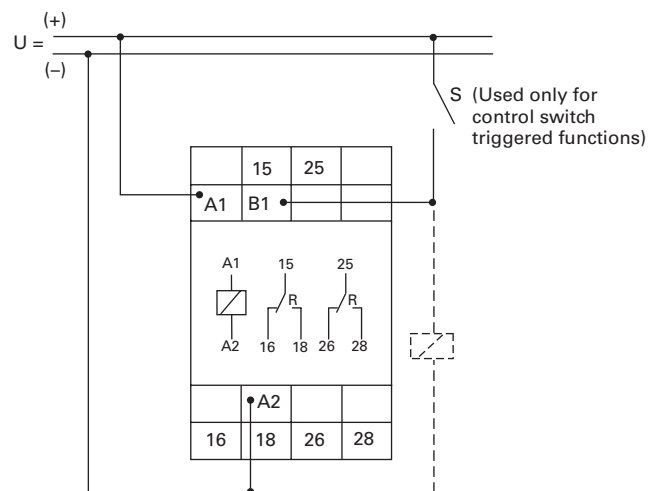 (+)
U =
(–)
S (Used only for
control switch
triggered functions)
15 25
A1 B1
A1 15 25
R R
A2 16 18 26 28
A2
16 18 26 28